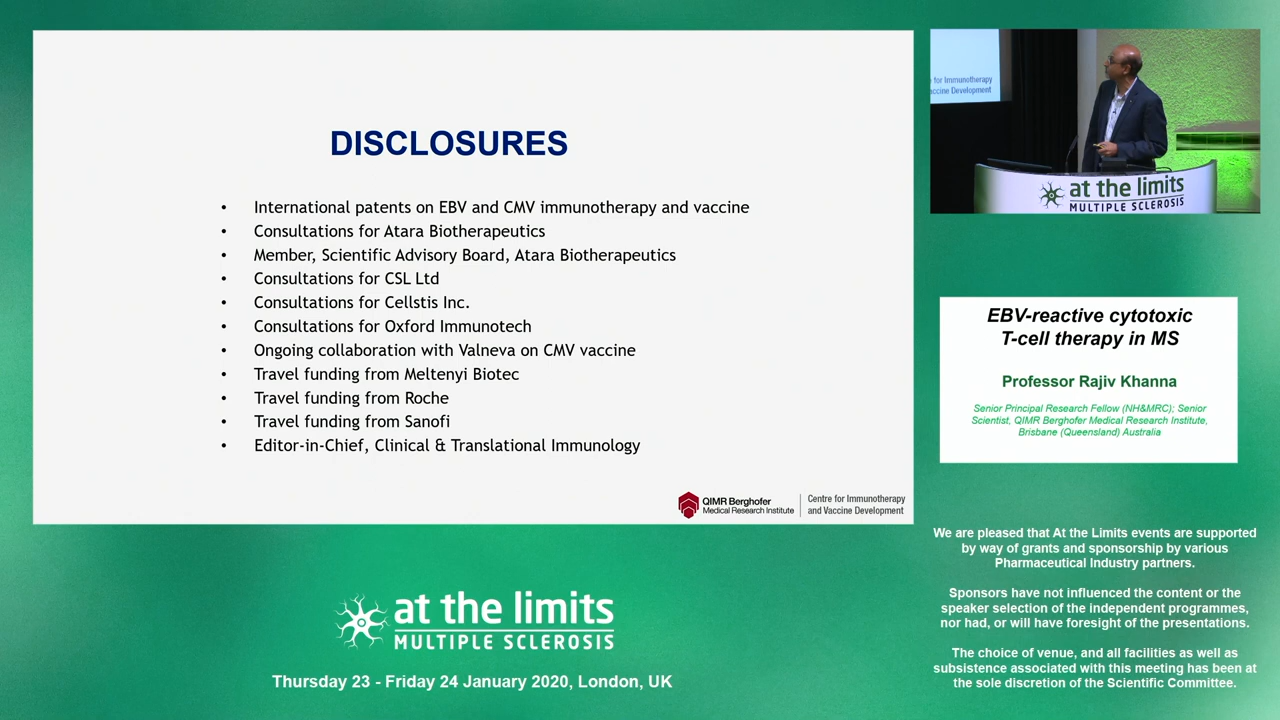 DISCLOSURES
• International patents on EBV and CMV immunotherapy and vaccine
• Consultations for Atara Biotherapeutics
• Member, Scientific Advisory Board, Atara Biotherapeutics
• Consultations for CSL Ltd
• Consultations for Cellstis Inc.
• Consultations for Oxford Immunotech
• Ongoing collaboration with Valneva on CMV vaccine
• Travel funding from Meltenyi Biotec
• Travel funding from Roche
• Travel funding from Sanofi
• Editor-in-Chief, Clinical & Translational Immunology
QIMR Berghofer
Medical Research Institute
Centre for Immunotherapy
and Vaccine Development
for Immunotherapy
accine Development
at the limits
MULTIPLE SCLEROSIS
EBV-reactive cytotoxic
T-cell therapy in MS
Professor Rajiv Khanna
Senior Principal Research Fellow (NH&MRC); Senior
Scientist, QIMR Berghofer Medical Research Institute,
Brisbane (Queensland) Australia
We are pleased that At the Limits events are supported
by way of grants and sponsorship by various
Pharmaceutical Industry partners.
Sponsors have not influenced the content or the
speaker selection of the independent programmes,
nor had, or will have foresight of the presentations.
The choice of venue, and all facilities as well as
subsistence associated with this meeting has been at
the sole discretion of the Scientific Committee.
at the limits
MULTIPLE SCLEROSIS
Thursday 23 - Friday 24 January 2020, London, UK